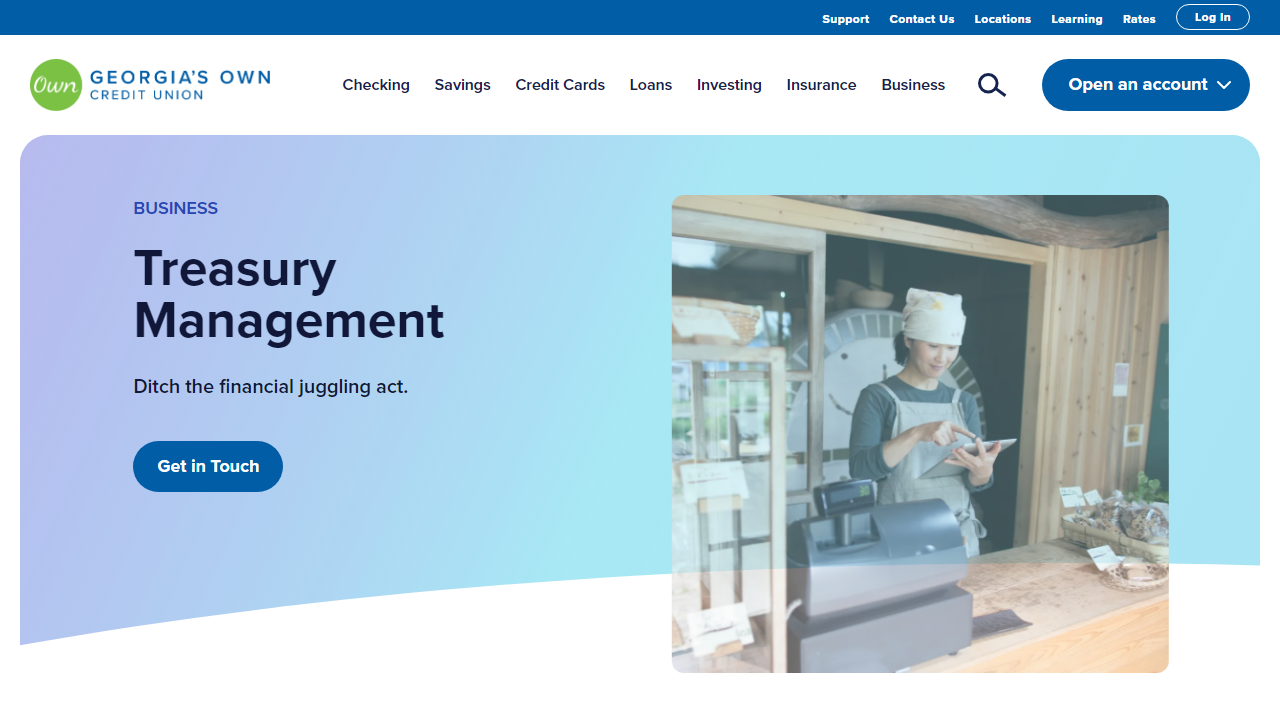 Support Contact Us Locations Learning Rates Log In
Own GEORGIA'S OWN
CREDIT UNION
Checking Savings Credit Cards Loans Investing Insurance Business Open an account
BUSINESS
Treasury
Management
Ditch the financial juggling act.
Get in Touch